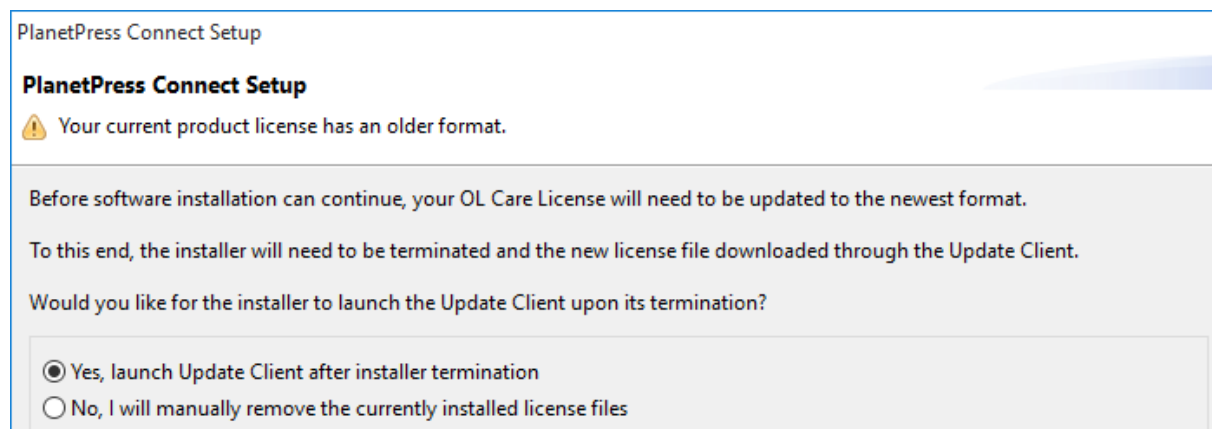 PlanetPress Connect Setup
PlanetPress Connect Setup
Your current product license has an older format.
Before software installation can continue, your OL Care License will need to be updated to the newest format.
To this end, the installer will need to be terminated and the new license file downloaded through the Update Client.
Would you like for the installer to launch the Update Client upon its termination?
Yes, launch Update Client after installer termination
No, I will manually remove the currently installed license files